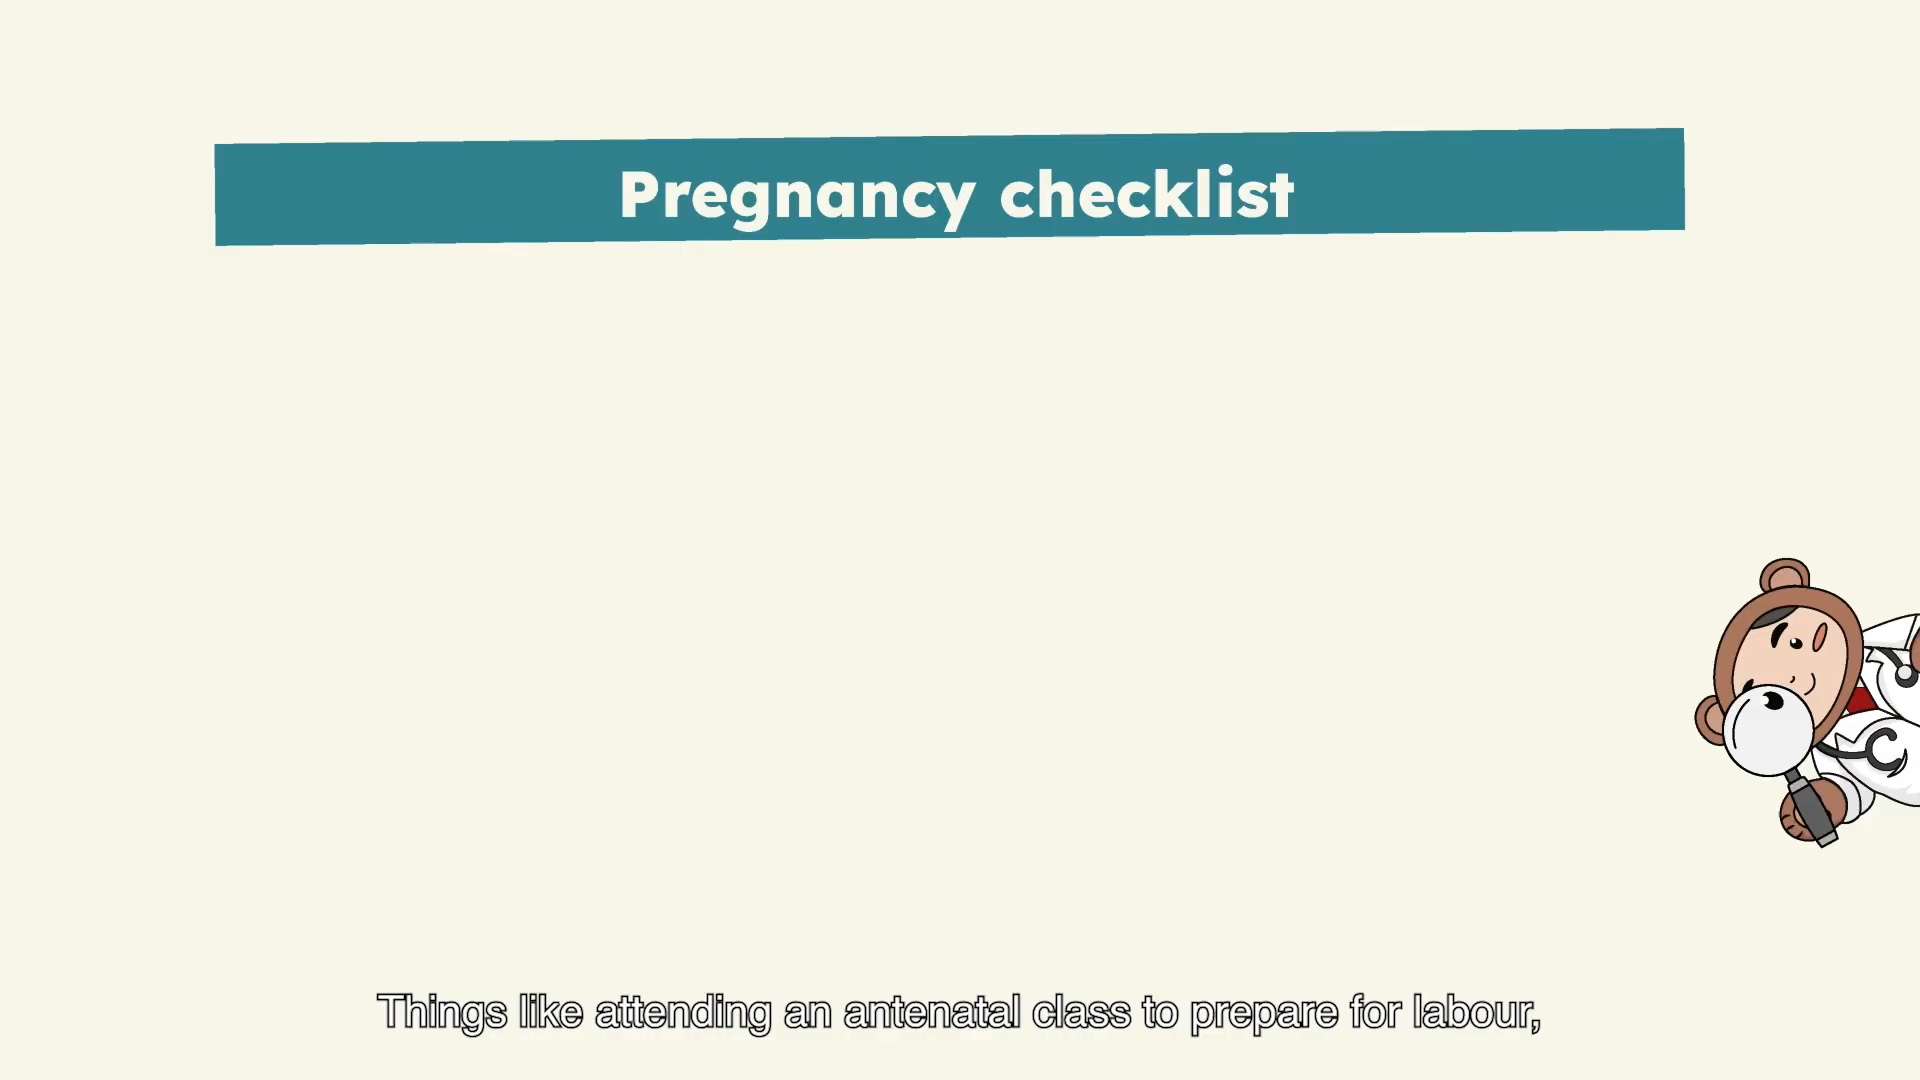 Pregnancy checklist
Things like attending an antenatal class to prepare for labour,